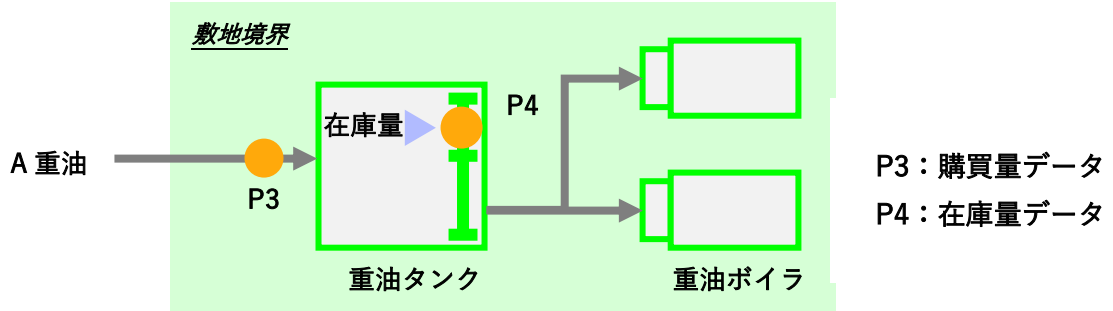 敷地境界
在庫量
P4
A 重油
P3
重油タンク
重油ボイラ
P3：購買量データ
P4：在庫量データ